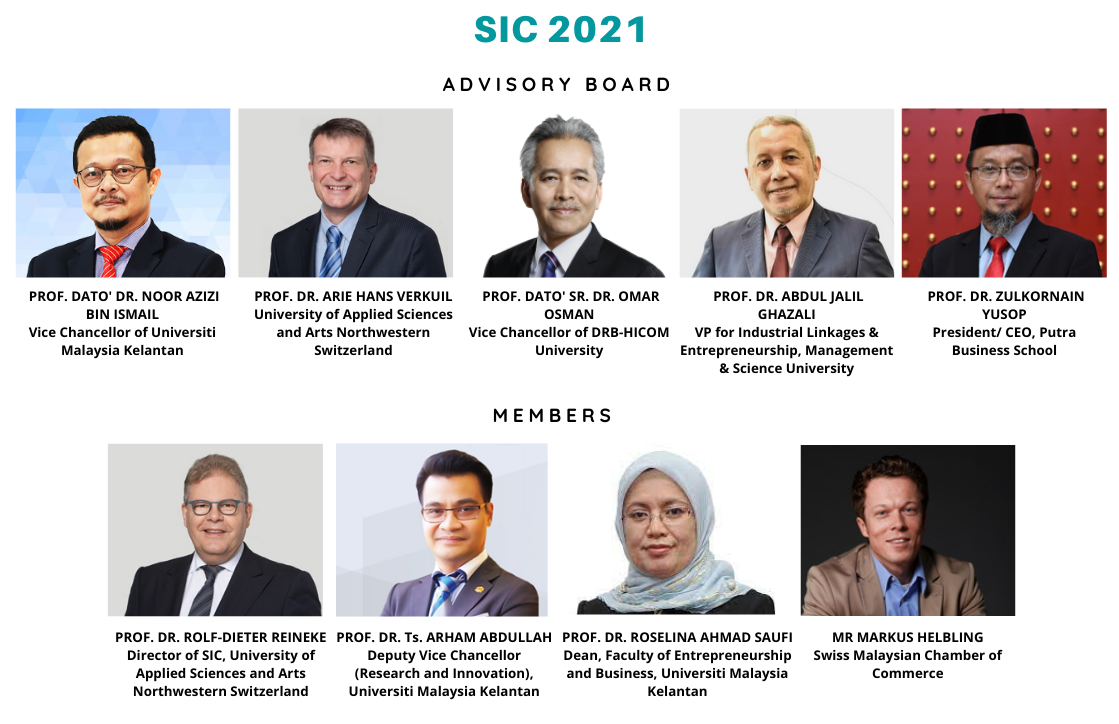 SIC 2021
ADVISORY BOARD
PROF. DATO' DR. NOOR AZIZI
BIN ISMAIL
Vice Chancellor of Universiti
Malaysia Kelantan
PROF. DR. ARIE HANS VERKUIL
University of Applied Sciences
and Arts Northwestern
Switzerland
PROF. DATO' SR. DR. OMAR
OSMAN
Vice Chancellor of DRB-HICOM
University
PROF. DR. ABDUL JALIL
GHAZALI
VP for Industrial Linkages &
Entrepreneurship, Management
& Science University
PROF. DR. ZULKORNAIN
YUSOP
President/ CEO, Putra
Business School
MEMBERS
PROF. DR. ROLF-DIETER REINEKE
Director of SIC, University of
Applied Sciences and Arts
Northwestern Switzerland
PROF. DR. Ts. ARHAM ABDULLAH
Deputy Vice Chancellor
(Research and Innovation),
Universiti Malaysia Kelantan
PROF. DR. ROSELINA AHMAD SAUFI
Dean, Faculty of Entrepreneurship
and Business, Universiti Malaysia
Kelantan
MR MARKUS HELBLING
Swiss Malaysian Chamber of
Commerce